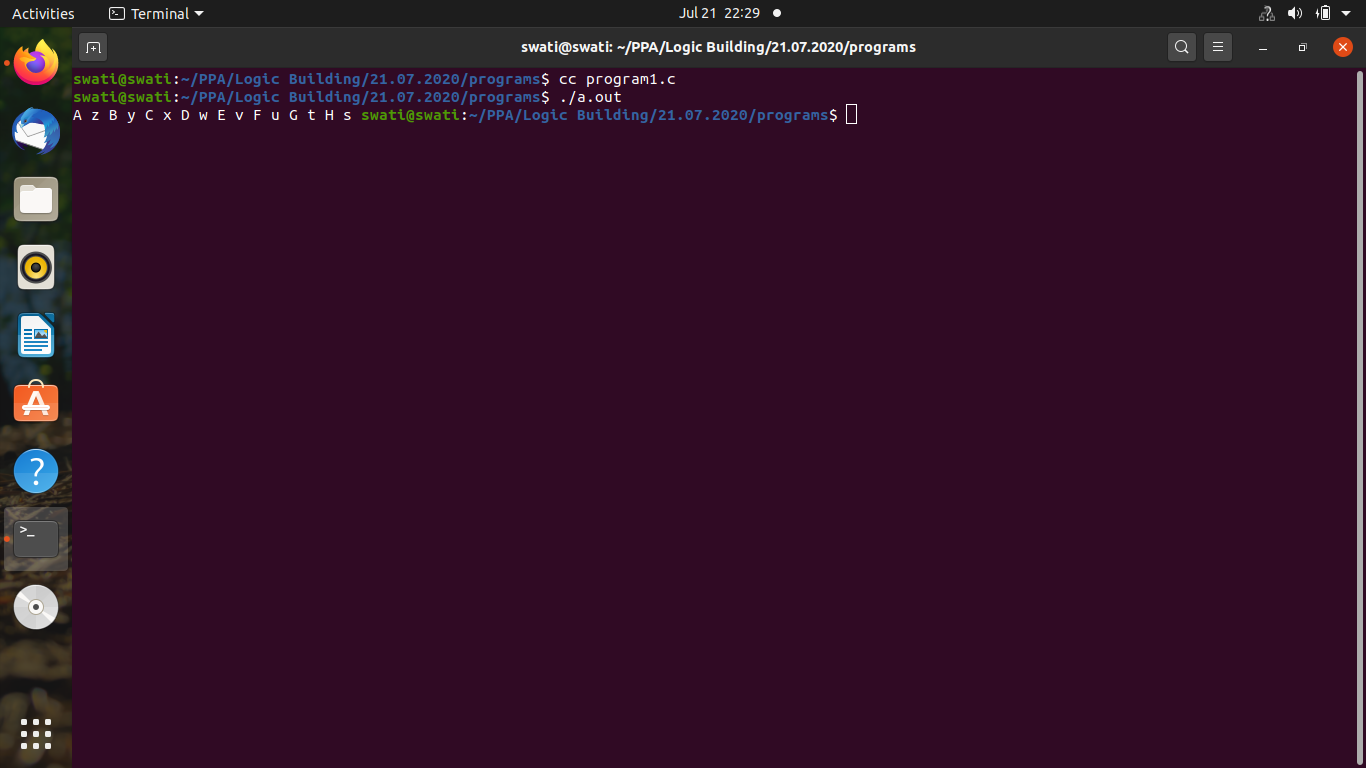 Activities Terminal Jul 21 22:29
swati@swati: ~/PPA/Logic Building/21.07.2020/programs
swati@swati:~/PPA/Logic Building/21.07.2020/programs$ cc program1.c
swati@swati:~/PPA/Logic Building/21.07.2020/programs$ ./a.out
A z B y C x D w E v F u G t H s swati@swati:~/PPA/Logic Building/21.07.2020/programs$